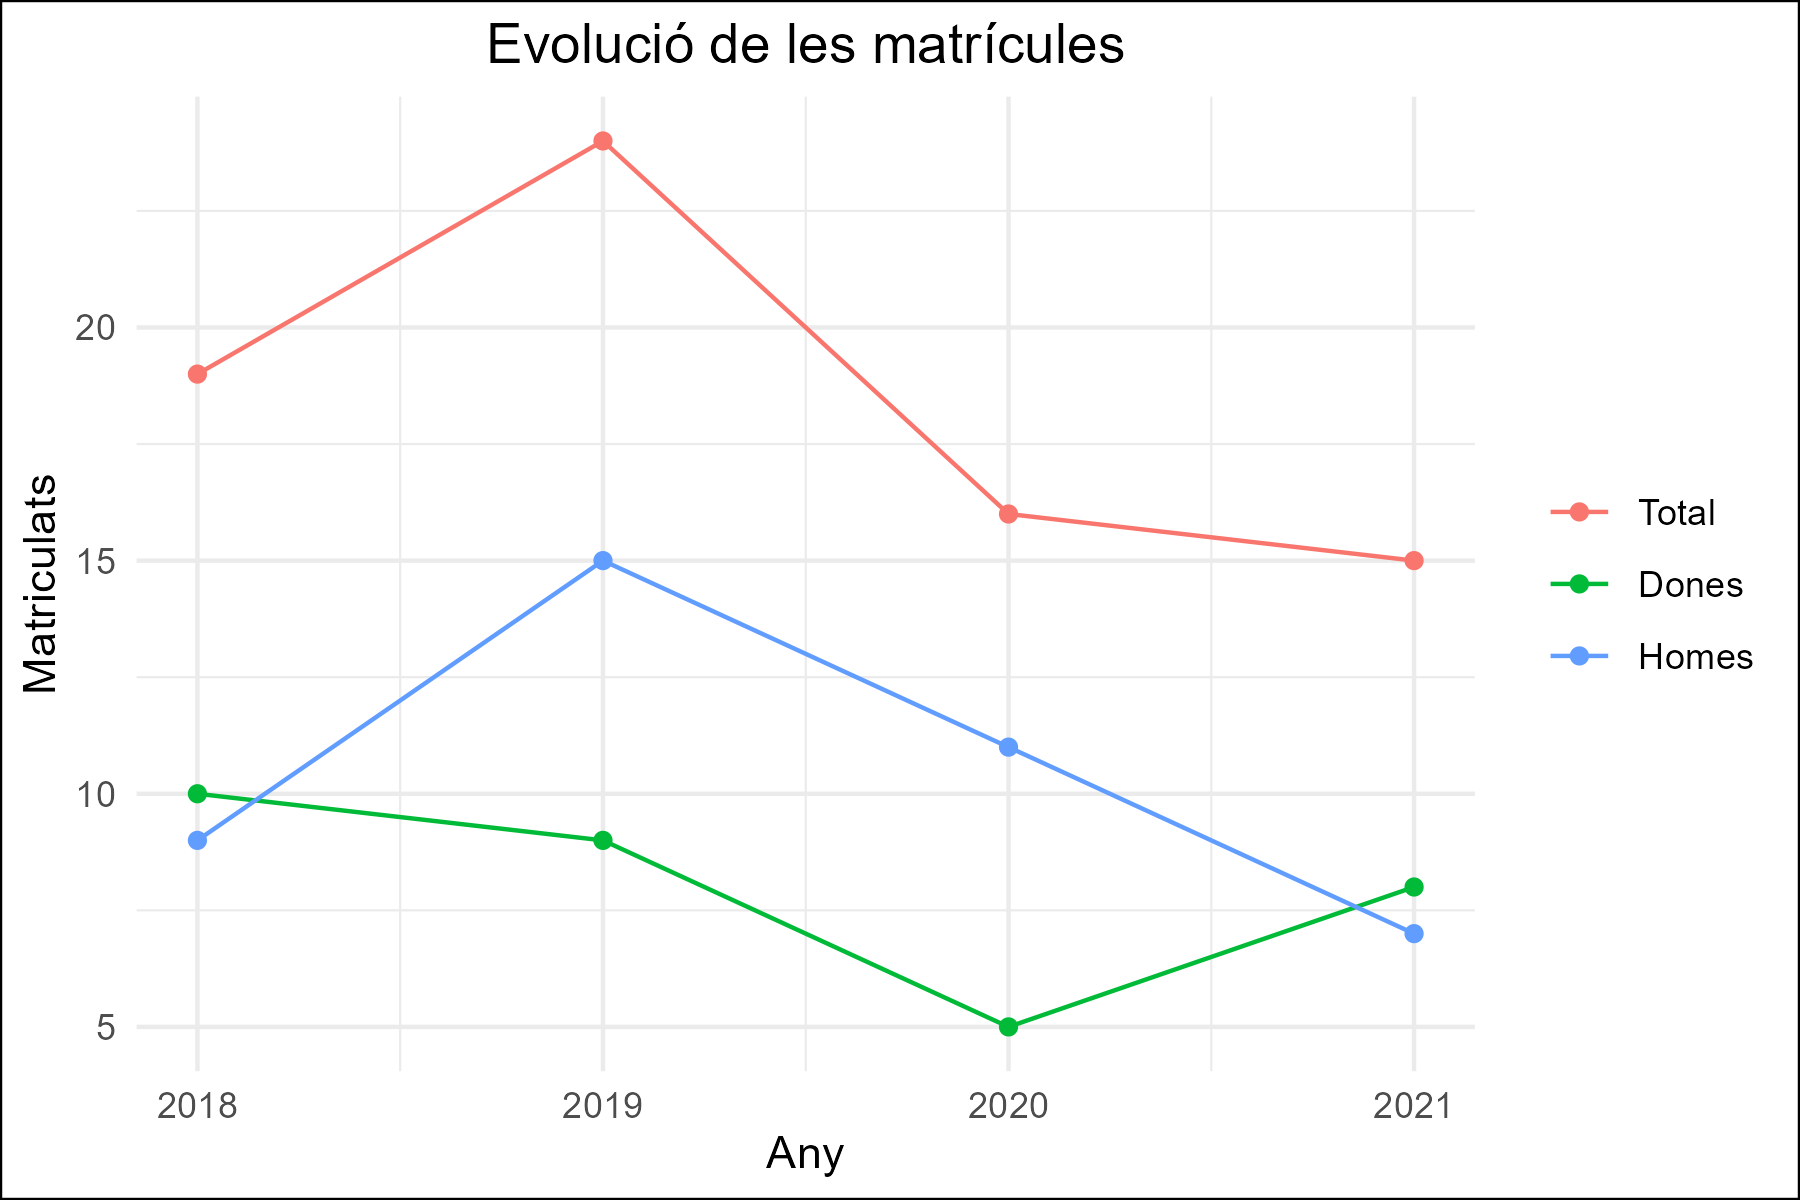 Evolució de les matrícules
Matriculats
20
15
10
5
2018
2019
2020
2021
Any
Total
Dones
Homes